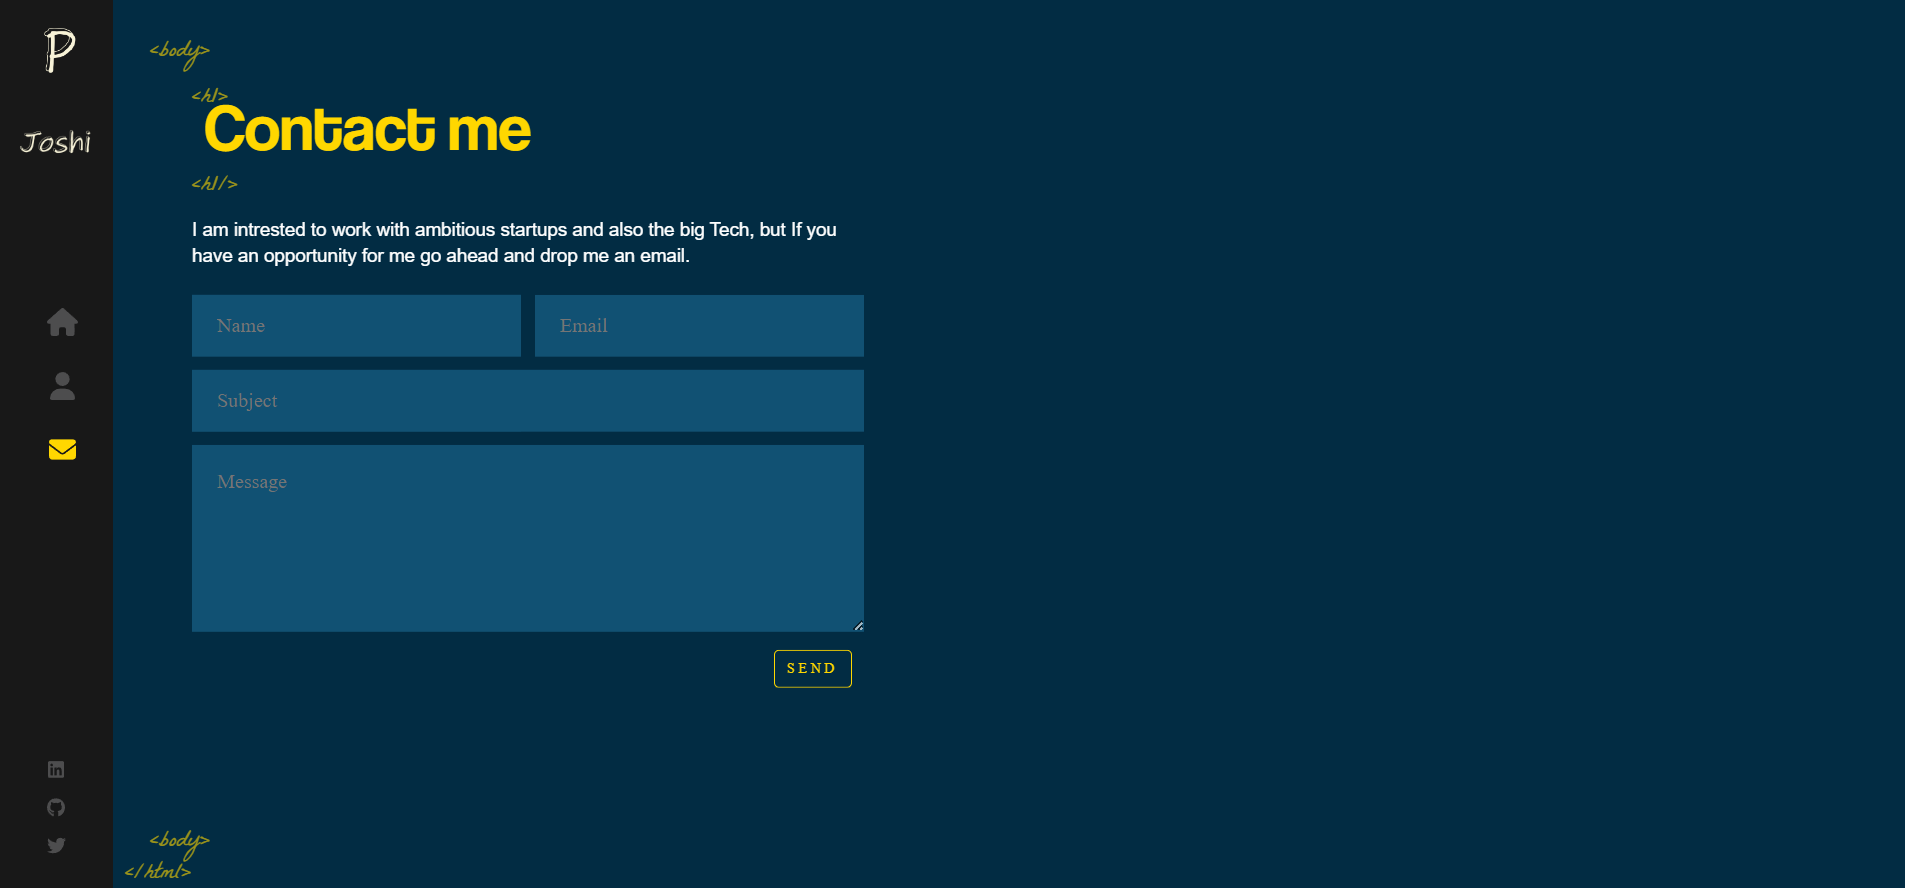 P
Joshi
<body>
<h1>
Contact me
<h1/>
I am intrested to work with ambitious startups and also the big Tech, but If you
have an opportunity for me go ahead and drop me an email.
Name
Email
Subject
Message
SEND
<body>
</html>